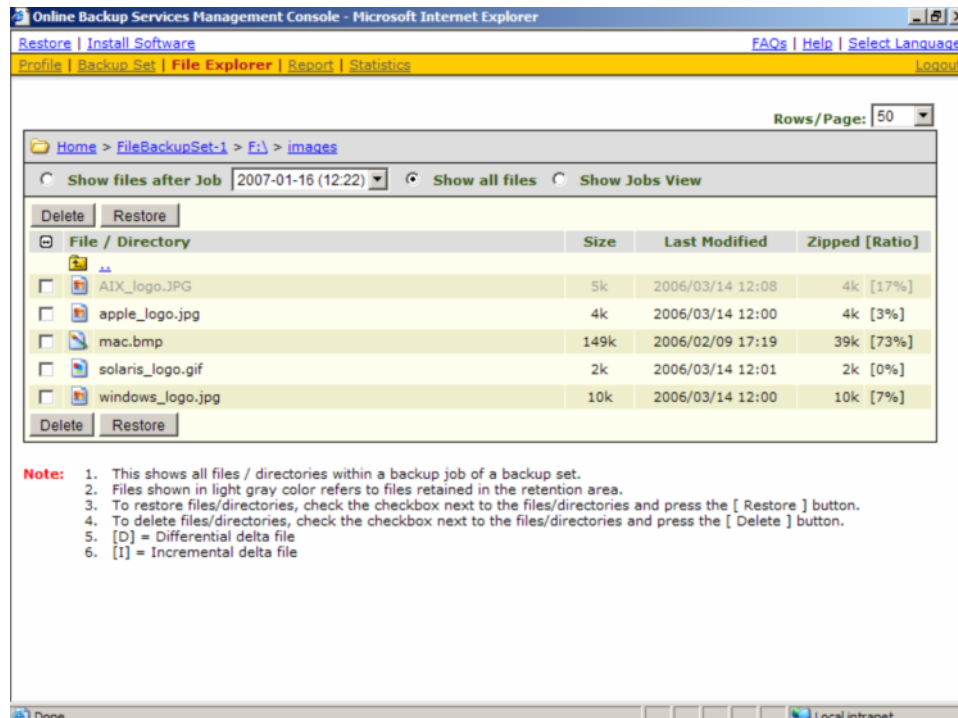 Online Backup Services Management Console - Microsoft Internet Explorer
Restore | Install Software FAQs | Help | Select Language
Profile | Backup Set | File Explorer | Report | Statistics Logout
Rows/Page: 50
Home > FileBackupSet-1 > F:\ > images
Show files after Job 2007-01-16 (12:22) Show all files Show Jobs View
Delete Restore
File / Directory Size Last Modified Zipped [Ratio]
..
AIX_logo.JPG 5k 2006/03/14 12:08 4k [17%]
apple_logo.jpg 4k 2006/03/14 12:00 4k [3%]
mac.bmp 149k 2006/02/09 17:19 39k [73%]
solaris_logo.gif 2k 2006/03/14 12:01 2k [0%]
windows_logo.jpg 10k 2006/03/14 12:00 10k [7%]
Delete Restore
Note: 1. This shows all files / directories within a backup job of a backup set.
2. Files shown in light gray color refers to files retained in the retention area.
3. To restore files/directories, check the checkbox next to the files/directories and press the [ Restore ] button.
4. To delete files/directories, check the checkbox next to the files/directories and press the [ Delete ] button.
5. [D] = Differential delta file
6. [I] = Incremental delta file
Done Local intranet